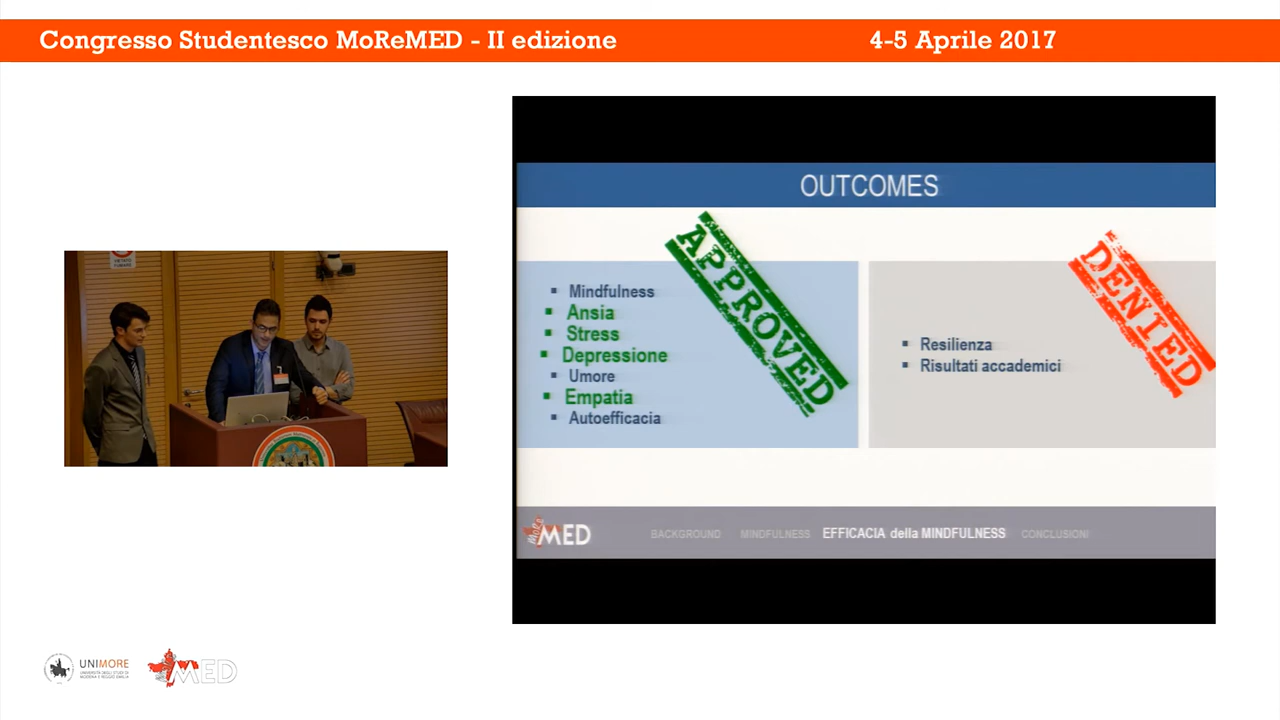 Congresso Studentesco MoReMED - II edizione
4-5 Aprile 2017
OUTCOMES
APPROVED
DENIED
Mindfulness
Ansia
Stress
Depressione
Umore
Empatia
Autoefficacia
Resilienza
Risultati accademici
MoRe MED
BACKGROUND
MINDFULNESS
EFFICACIA della MINDFULNESS
CONCLUSIONI
UNIMORE
UNIVERSITÀ DEGLI STUDI DI
MODENA E REGGIO EMILIA
MED